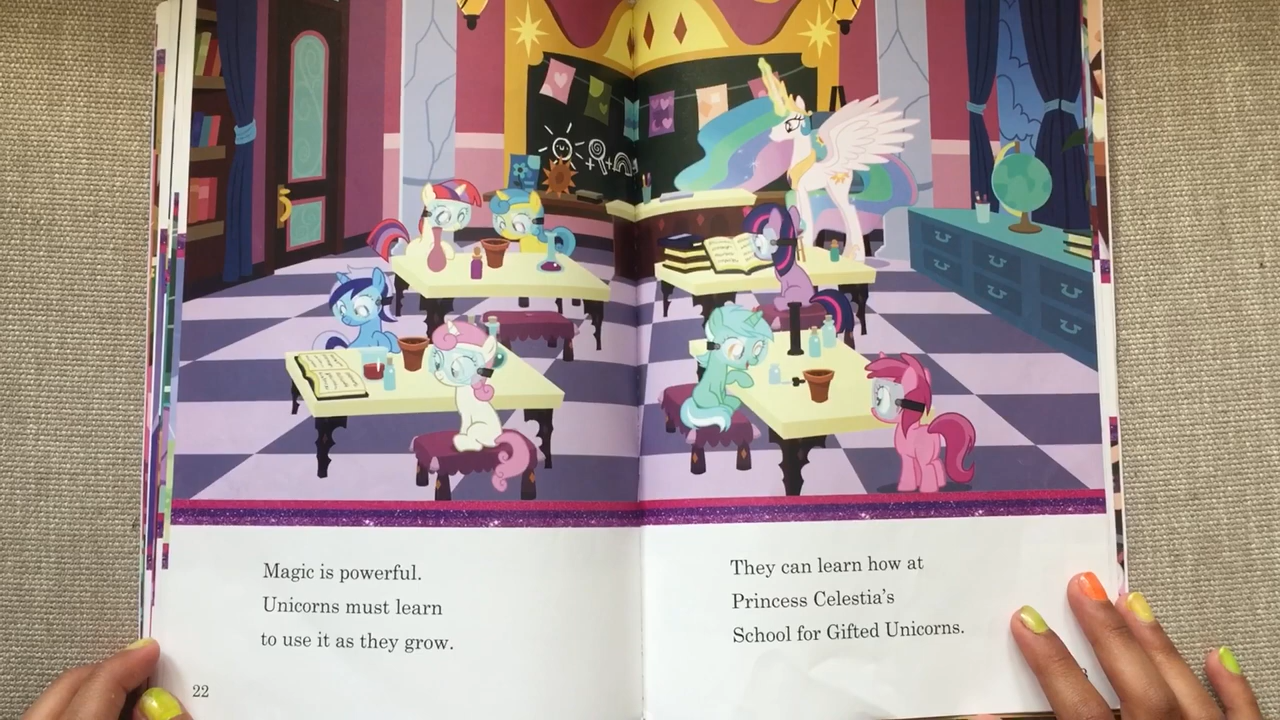 Magic is powerful.
Unicorns must learn
to use it as they grow.
22
They can learn how at
Princess Celestia's
School for Gifted Unicorns.